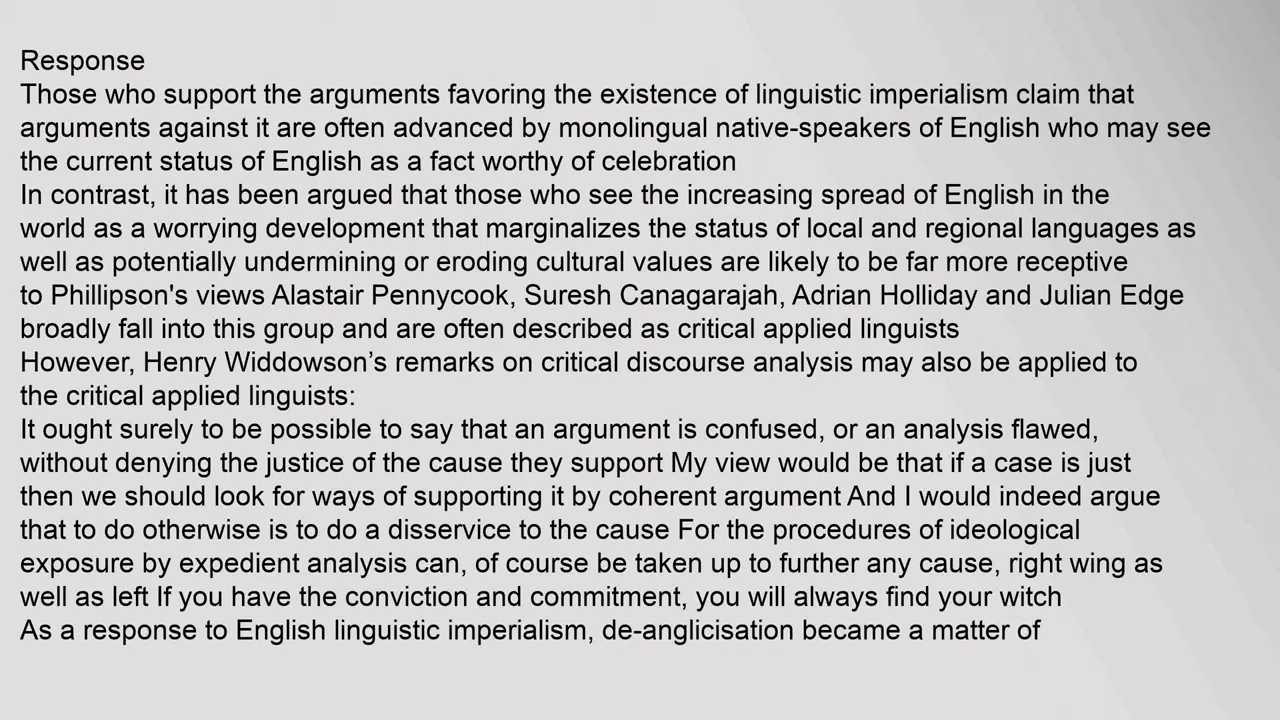 Response
Those who support the arguments favoring the existence of linguistic imperialism claim that
arguments against it are often advanced by monolingual native-speakers of English who may see
the current status of English as a fact worthy of celebration
In contrast, it has been argued that those who see the increasing spread of English in the
world as a worrying development that marginalizes the status of local and regional languages as
well as potentially undermining or eroding cultural values are likely to be far more receptive
to Phillipson's views Alastair Pennycook, Suresh Canagarajah, Adrian Holliday and Julian Edge
broadly fall into this group and are often described as critical applied linguists
However, Henry Widdowson’s remarks on critical discourse analysis may also be applied to
the critical applied linguists:
It ought surely to be possible to say that an argument is confused, or an analysis flawed,
without denying the justice of the cause they support My view would be that if a case is just
then we should look for ways of supporting it by coherent argument And I would indeed argue
that to do otherwise is to do a disservice to the cause For the procedures of ideological
exposure by expedient analysis can, of course be taken up to further any cause, right wing as
well as left If you have the conviction and commitment, you will always find your witch
As a response to English linguistic imperialism, de-anglicisation became a matter of